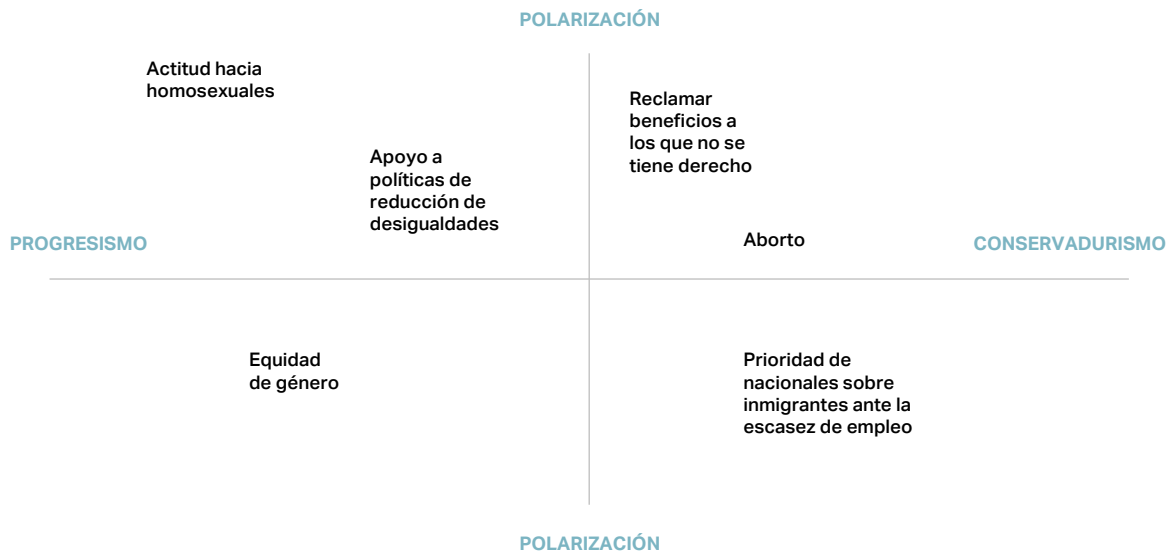 POLARIZACIÓN
Actitud hacia
homosexuales
Reclamar
beneficios a
los que no se
tiene derecho
Apoyo a
políticas de
reducción de
desigualdades
PROGRESISMO
Aborto
CONSERVADURISMO
Equidad
de género
Prioridad de
nacionales sobre
inmigrantes ante la
escasez de empleo
POLARIZACIÓN